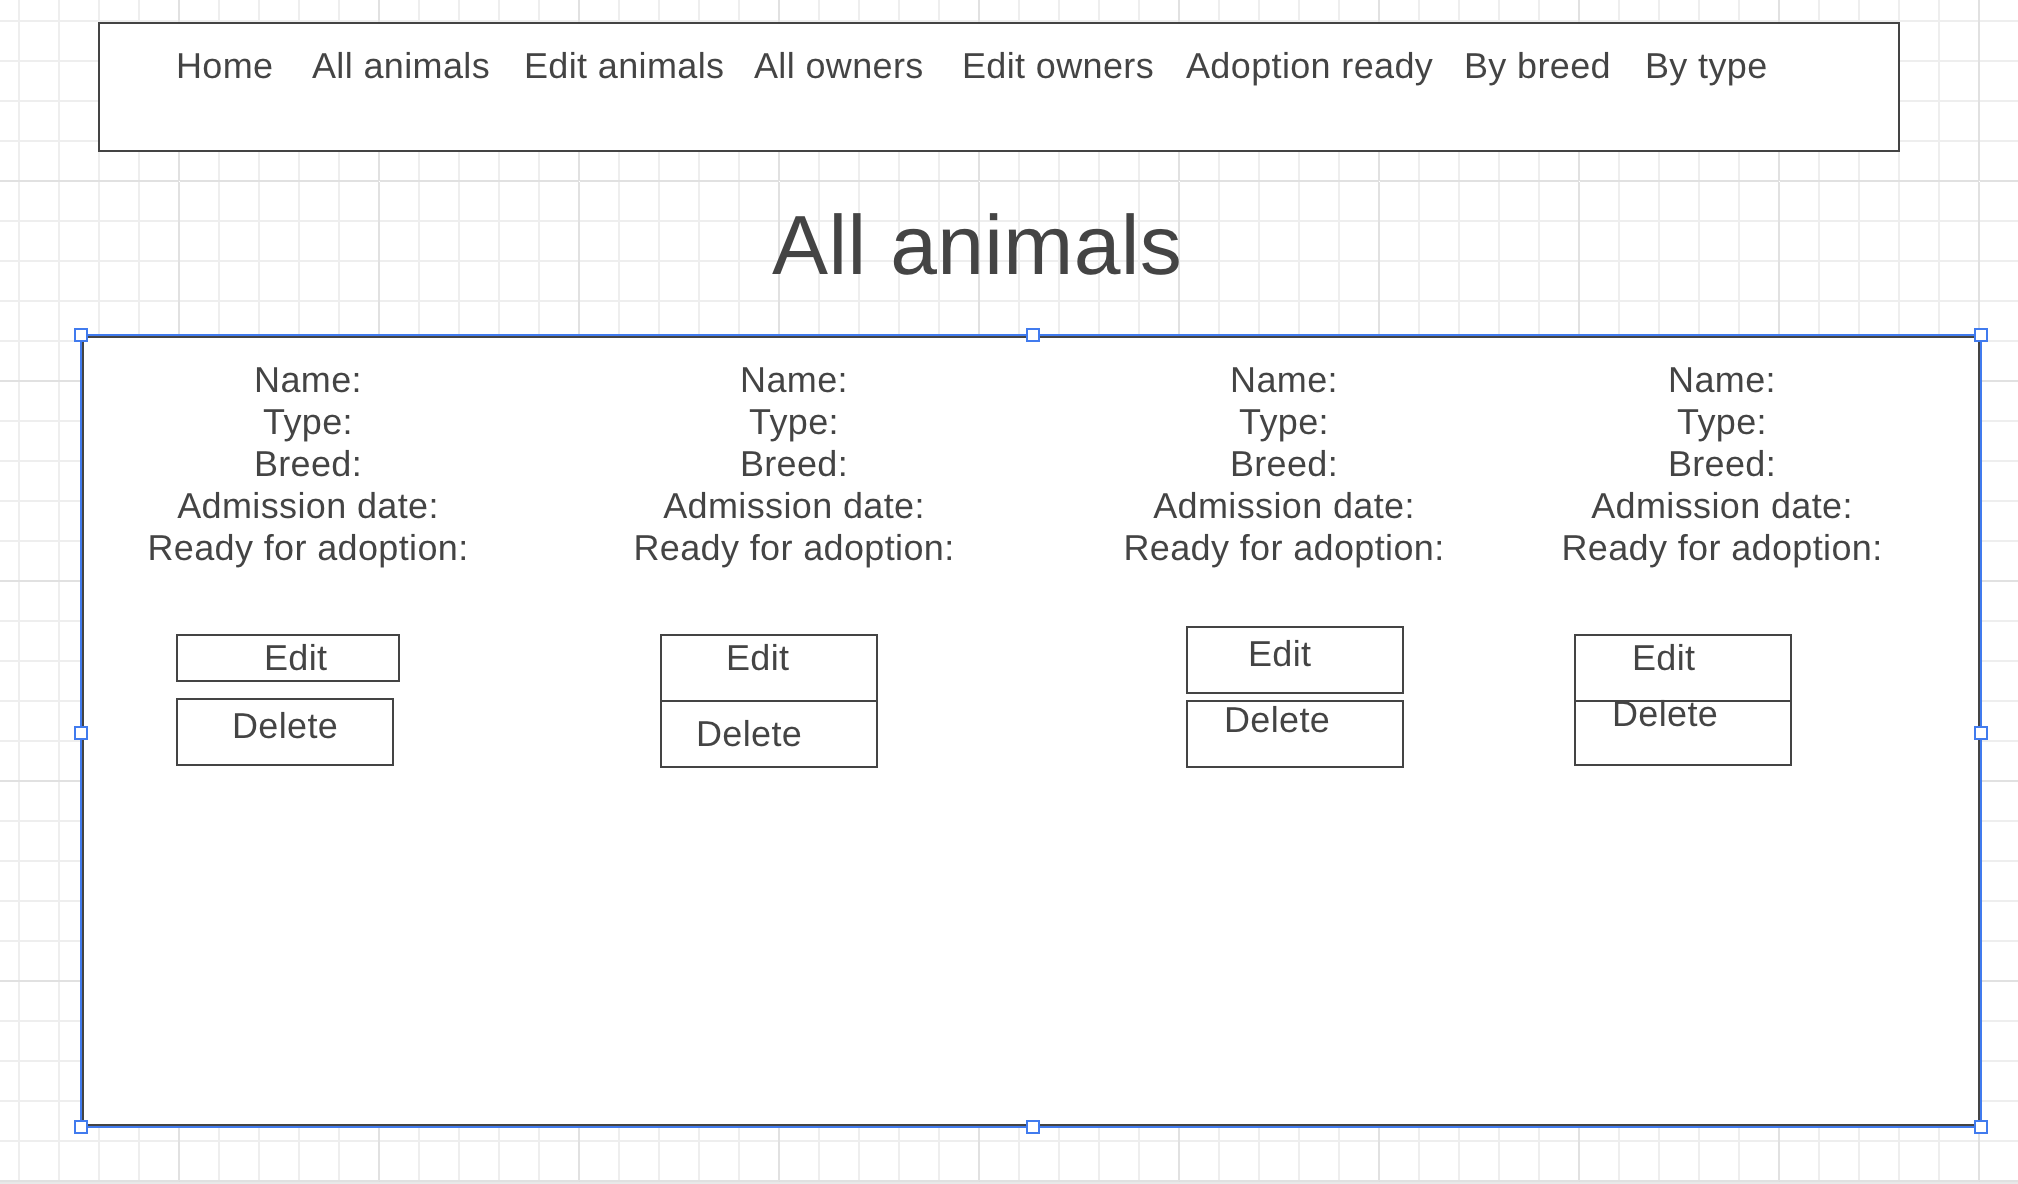 Home All animals Edit animals All owners Edit owners Adoption ready By breed By type
All animals
Name:
Type:
Breed:
Admission date:
Ready for adoption:
Edit
Delete
Name:
Type:
Breed:
Admission date:
Ready for adoption:
Edit
Delete
Name:
Type:
Breed:
Admission date:
Ready for adoption:
Edit
Delete
Name:
Type:
Breed:
Admission date:
Ready for adoption:
Edit
Delete